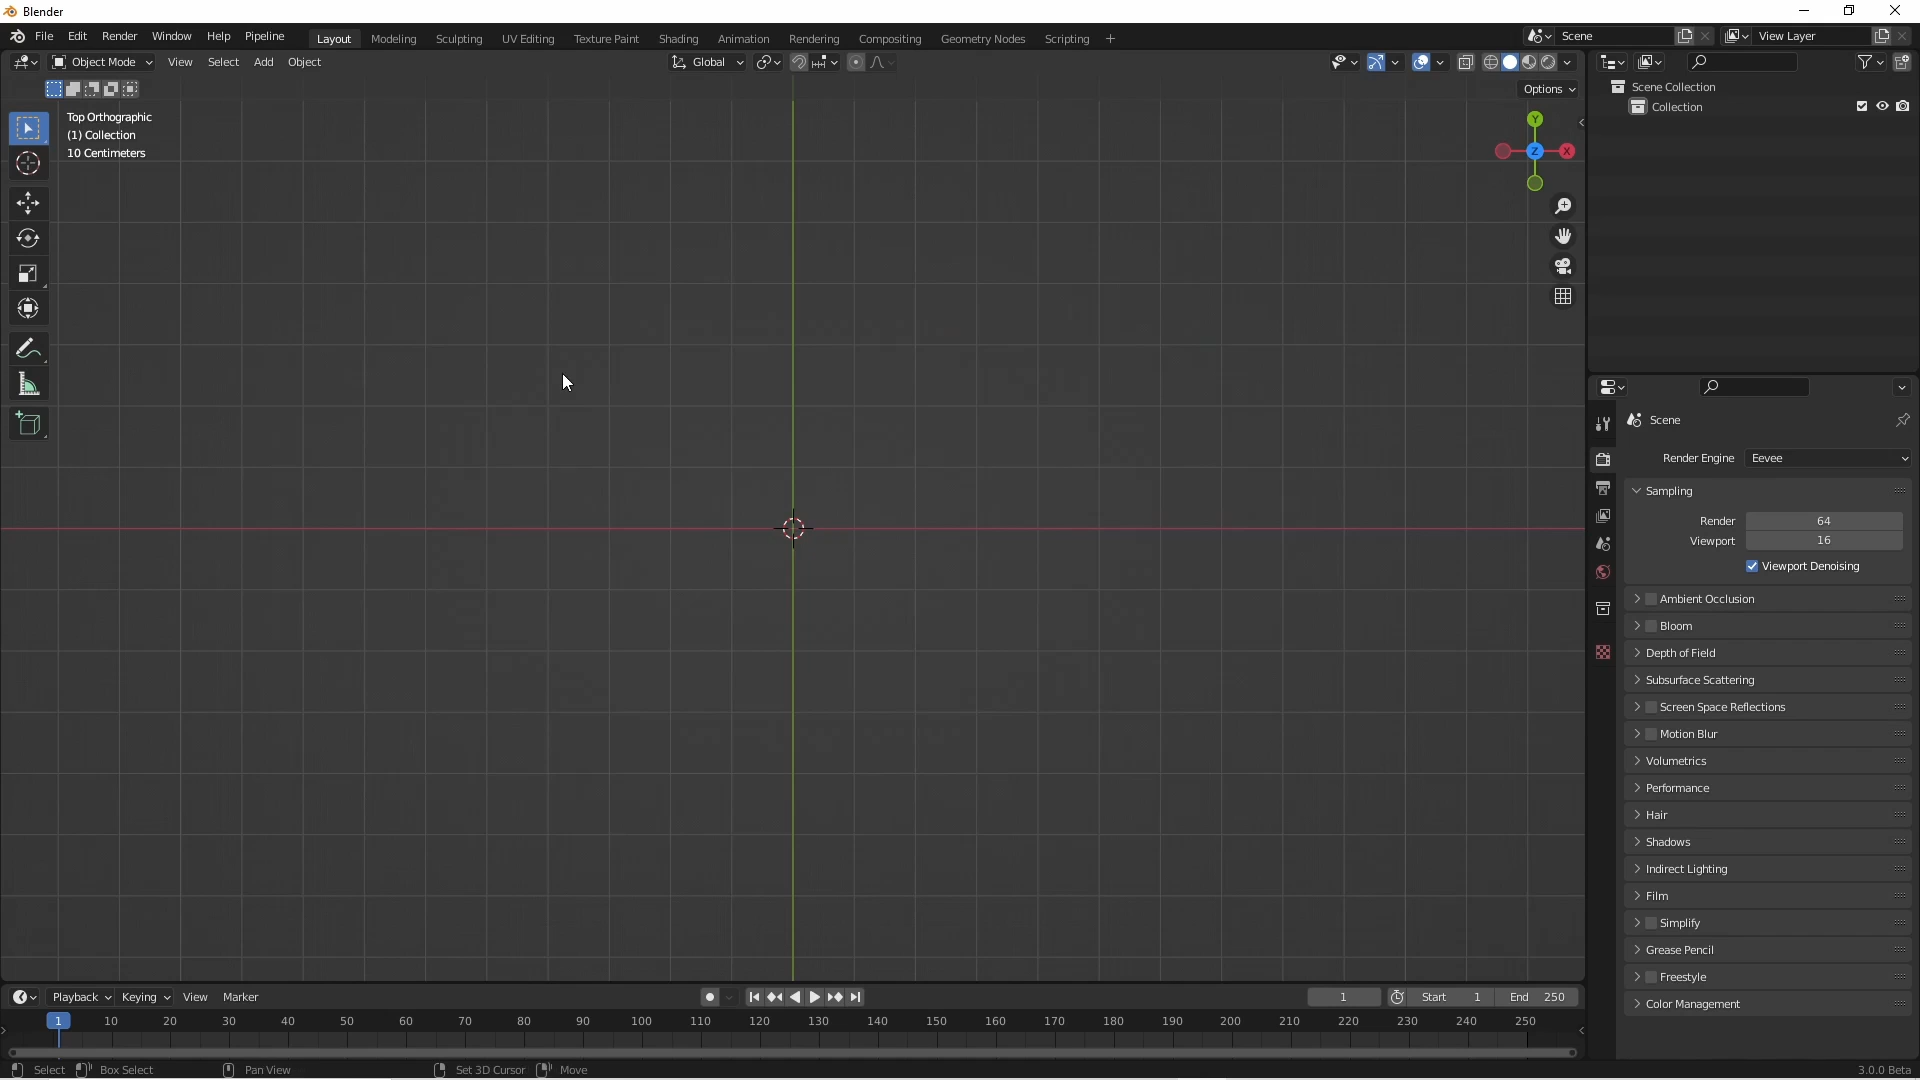 Blender
File Edit Render Window Help Pipeline Layout Modeling Sculpting UV Editing Texture Paint Shading Animation Rendering Compositing Geometry Nodes Scripting + Scene View Layer
Object Mode View Select Add Object Global
Options
Top Orthographic
(1) Collection
10 Centimeters
Y
X
Z
Scene Collection
Collection
Scene
Render Engine Eevee
Sampling
Render 64
Viewport 16
Viewport Denoising
Ambient Occlusion
Bloom
Depth of Field
Subsurface Scattering
Screen Space Reflections
Motion Blur
Volumetrics
Performance
Hair
Shadows
Indirect Lighting
Film
Simplify
Grease Pencil
Freestyle
Color Management
Playback Keying View Marker 1 Start 1 End 250
1 10 20 30 40 50 60 70 80 90 100 110 120 130 140 150 160 170 180 190 200 210 220 230 240 250
Select Box Select Pan View Set 3D Cursor Move 3.0.0 Beta